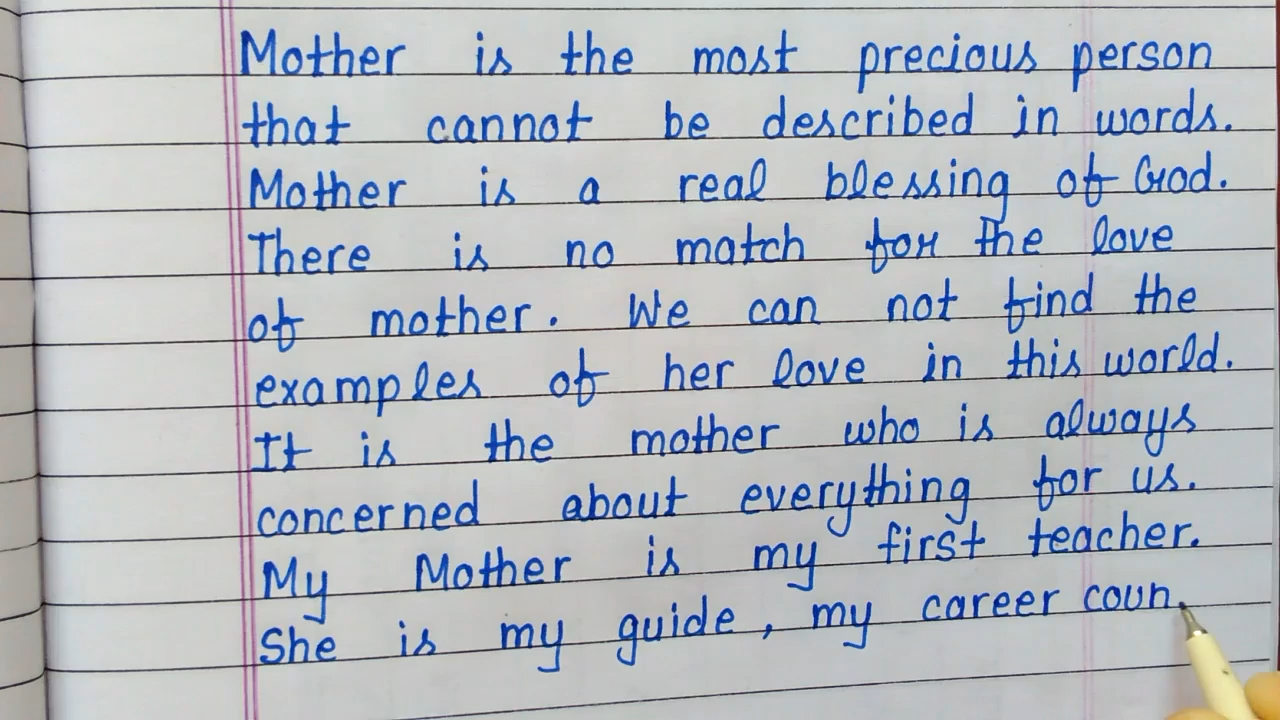 Mother is the most precious person
that cannot be described in words.
Mother is a real blessing of God.
There is no match for the love
of mother. We can not find the
examples of her love in this world.
It is the mother who is always
concerned about everything for us.
My Mother is my first teacher.
She is my guide, my career coun